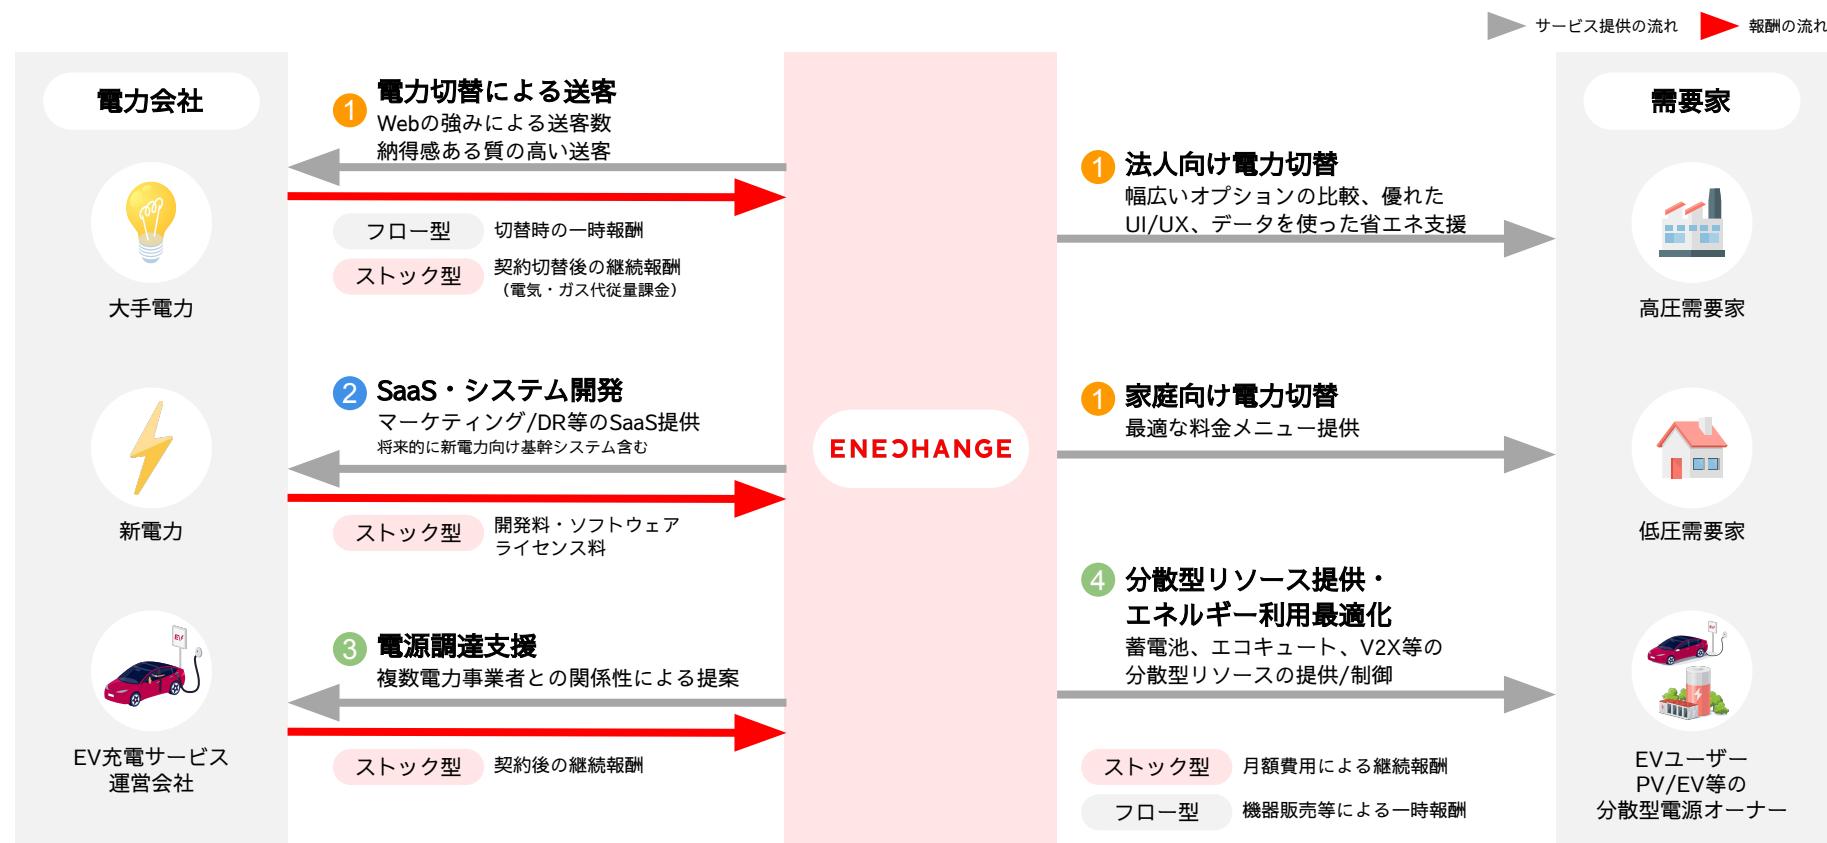 サービス提供の流れ
報酬の流れ
電力会社
大手電力
新電力
EV充電サービス
運営会社
1
電力切替による送客
Webの強みによる送客数
納得感ある質の高い送客
フロー型
切替時の一時報酬
ストック型
契約切替後の継続報酬
（電気・ガス代従量課金）
2
SaaS・システム開発
マーケティング/DR等のSaaS提供
将来的に新電力向け基幹システム含む
ストック型
開発料・ソフトウェア
ライセンス料
3
電源調達支援
複数電力事業者との関係性による提案
ストック型
契約後の継続報酬
ENECHANGE
1
法人向け電力切替
幅広いオプションの比較、優れた
UI/UX、データを使った省エネ支援
1
家庭向け電力切替
最適な料金メニュー提供
4
分散型リソース提供・
エネルギー利用最適化
蓄電池、エコキュート、V2X等の
分散型リソースの提供/制御
ストック型
月額費用による継続報酬
フロー型
機器販売等による一時報酬
需要家
高圧需要家
低圧需要家
EVユーザー
PV/EV等の
分散型電源オーナー